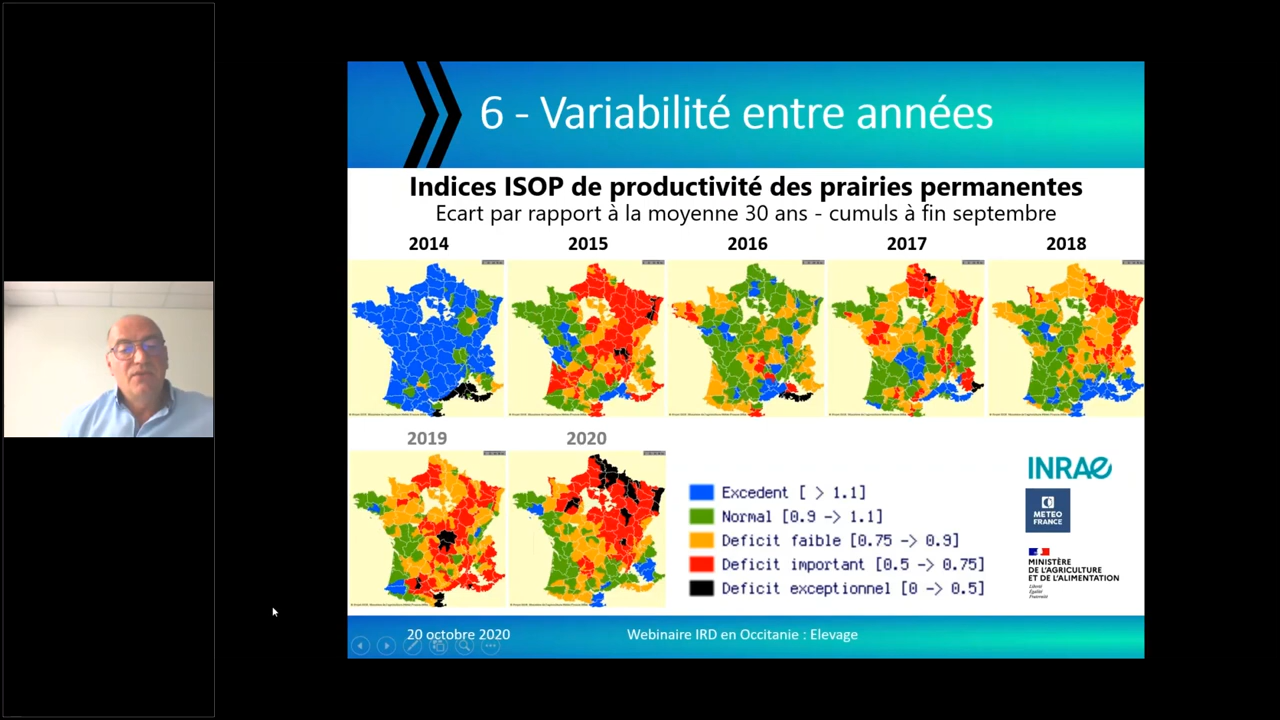 6 - Variabilité entre années
Indices ISOP de productivité des prairies permanentes
Ecart par rapport à la moyenne 30 ans - cumuls à fin septembre
2014
2015
2016
2017
2018
2019
2020
Excedent [ > 1.1]
Normal [0.9 -> 1.1]
Deficit faible [0.75 -> 0.9]
Deficit important [0.5 -> 0.75]
Deficit exceptionnel [0 -> 0.5]
INRAE
METEO
FRANCE
MINISTÈRE
DE L'AGRICULTURE
ET DE L'ALIMENTATION
Liberté
Égalité
Fraternité
20 octobre 2020
Webinaire IRD en Occitanie : Elevage